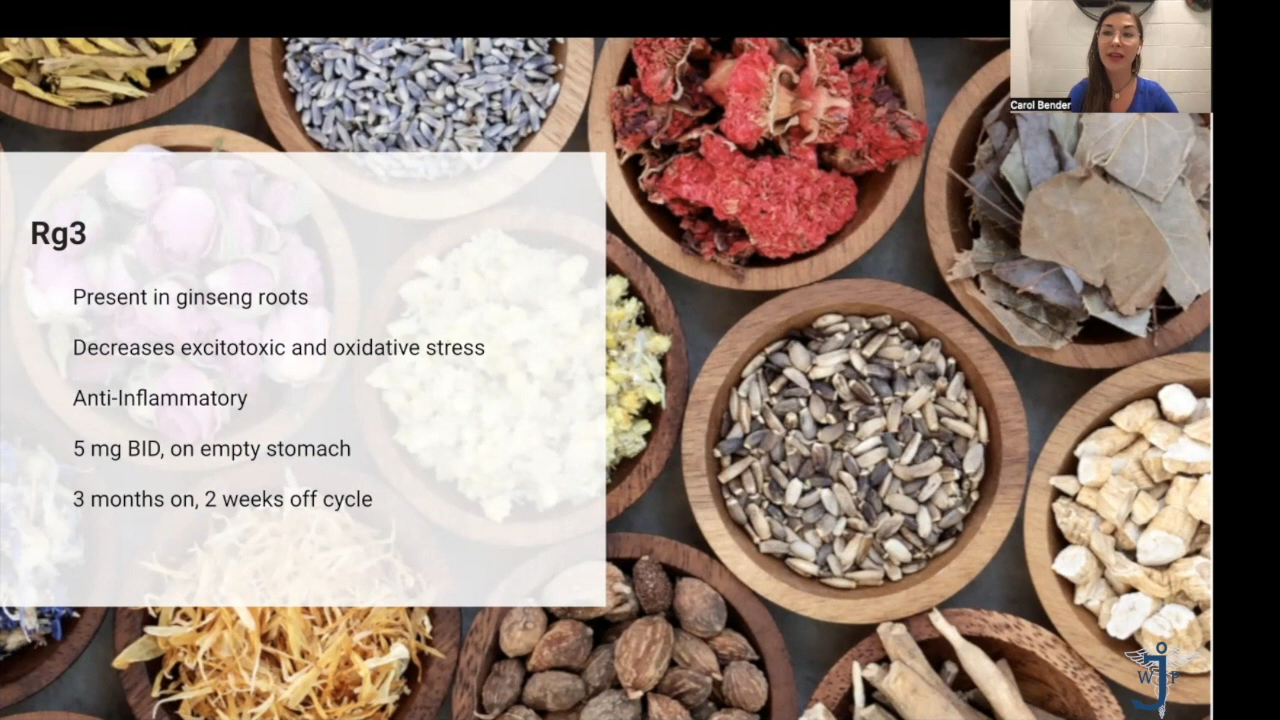 Carol Bender
Rg3
Present in ginseng roots
Decreases excitotoxic and oxidative stress
Anti-Inflammatory
5 mg BID, on empty stomach
3 months on, 2 weeks off cycle
W P